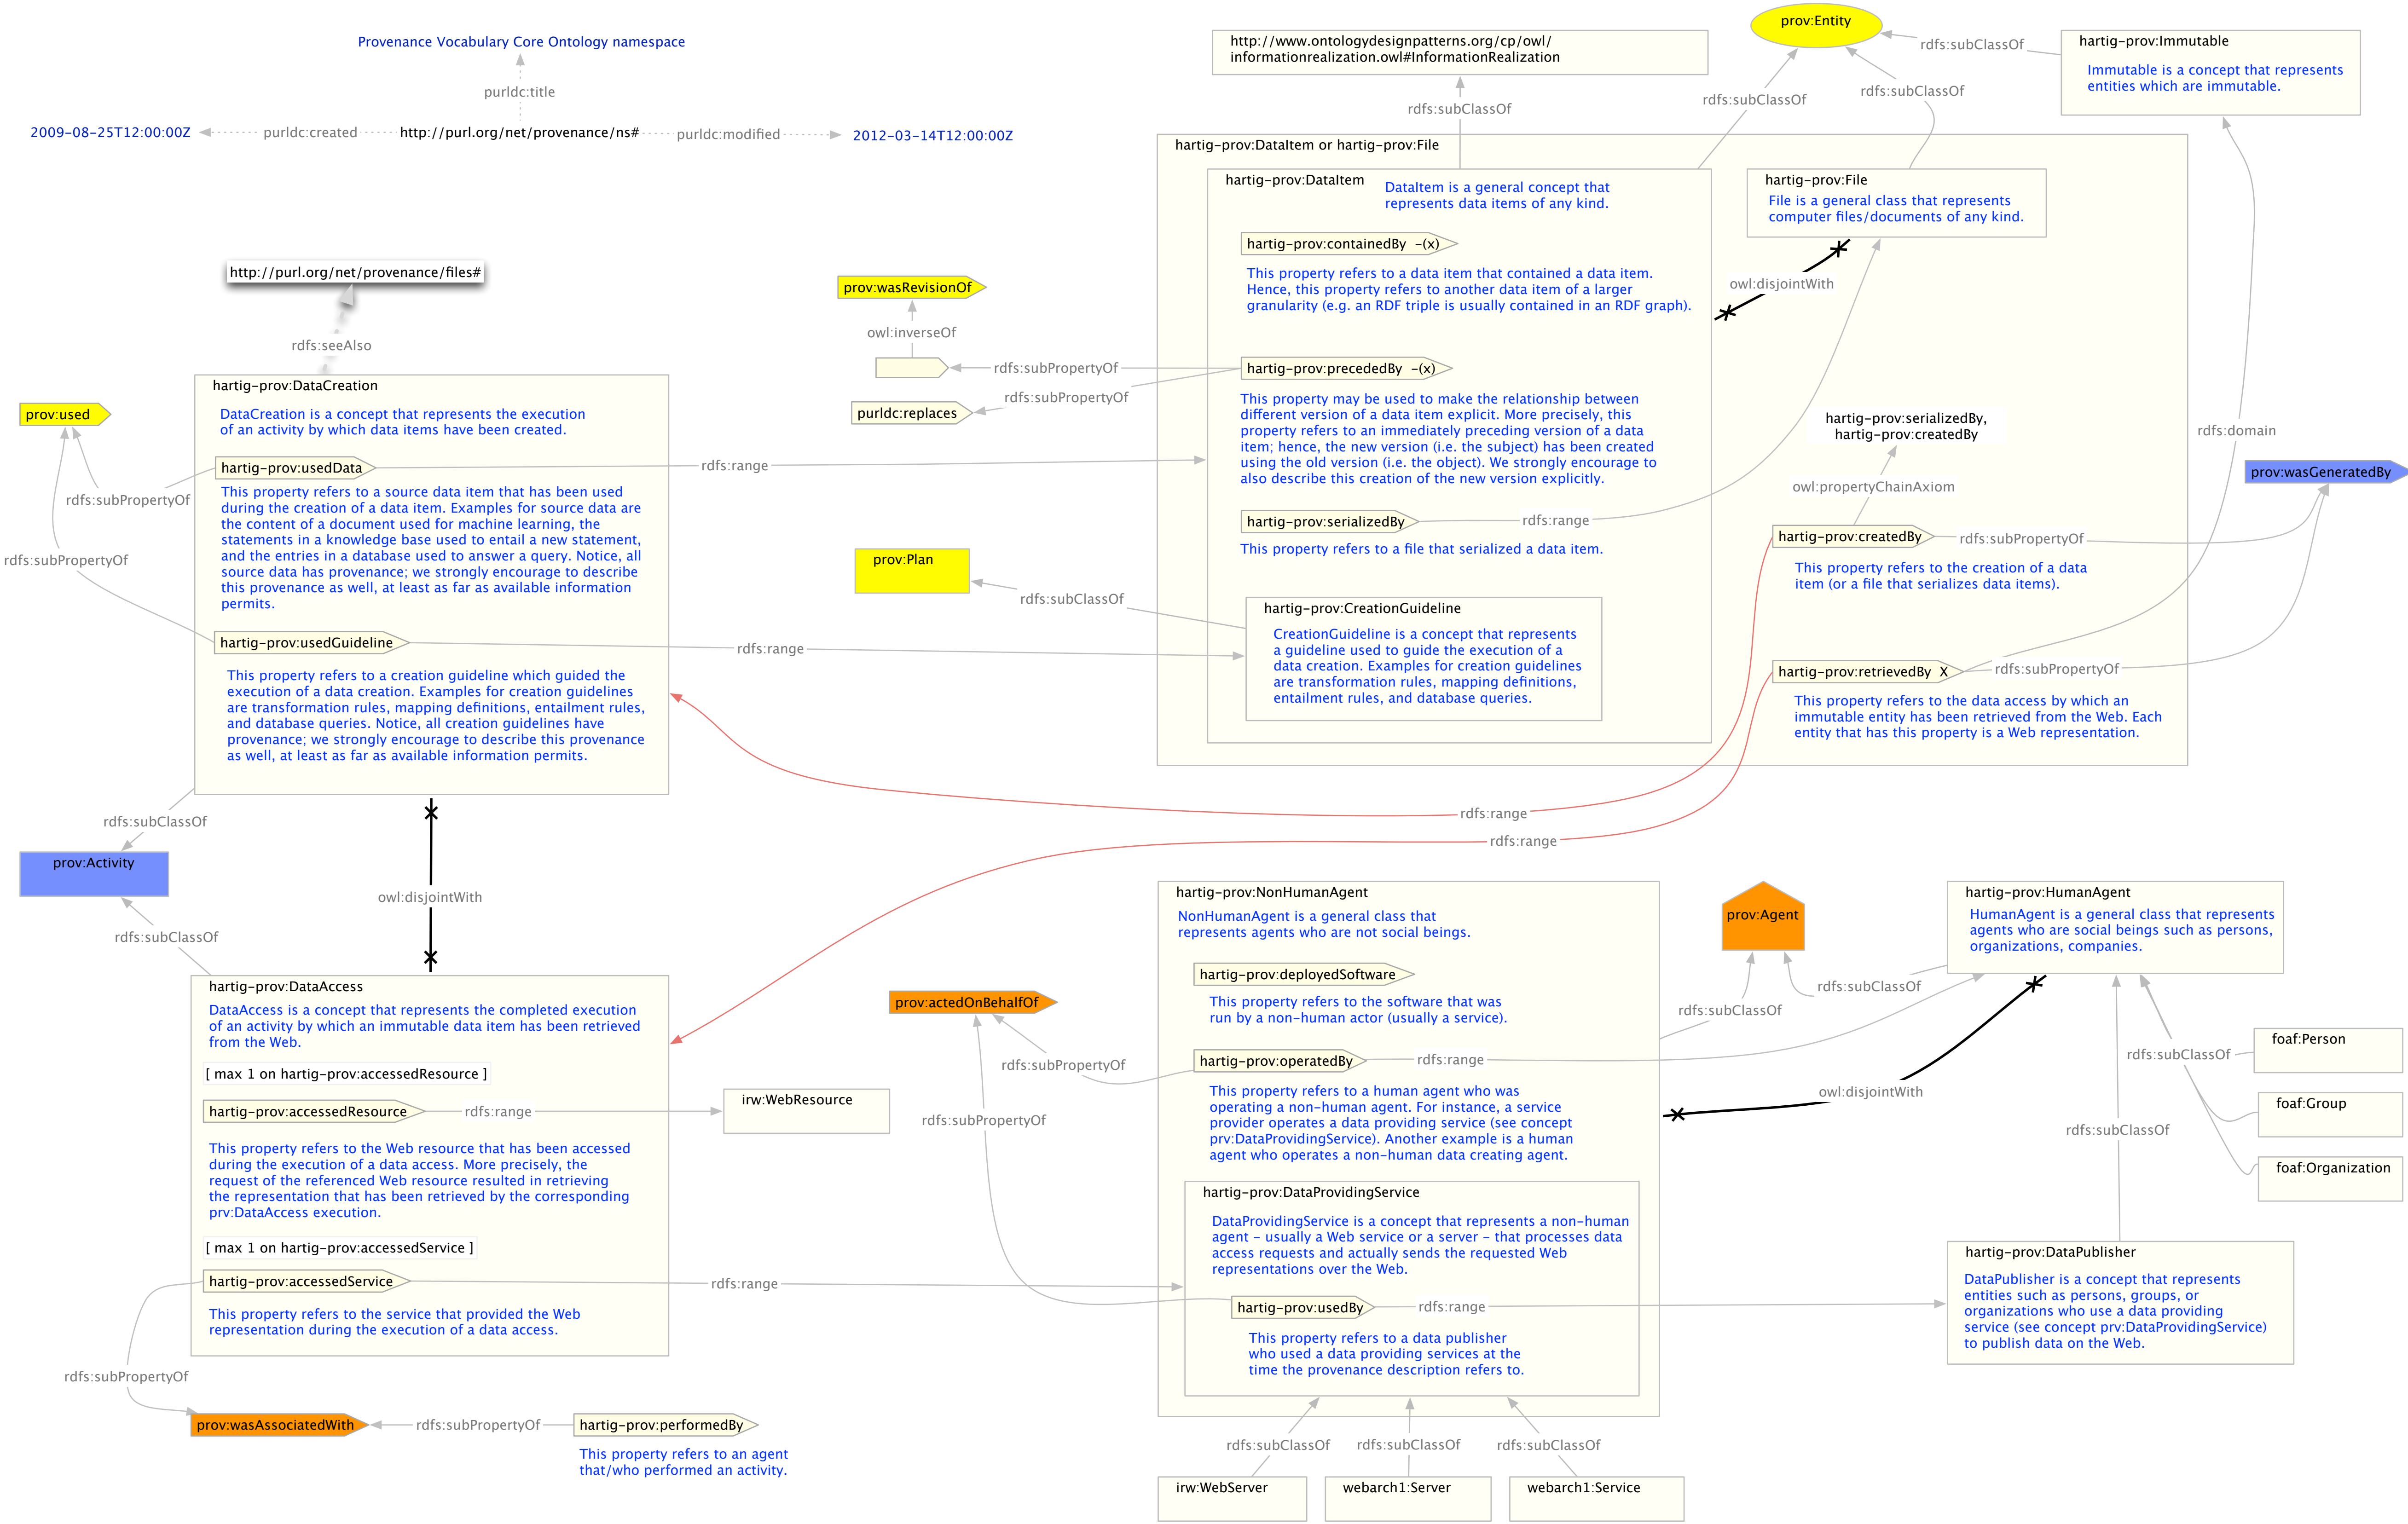 Provenance Vocabulary Core Ontology namespace
purldc:title
2009-08-25T12:00:00Z
purldc:created
http://purl.org/net/provenance/ns#
purldc:modified
2012-03-14T12:00:00Z
http://www.ontologydesignpatterns.org/cp/owl/
informationrealization.owl#InformationRealization
rdfs:subClassOf
prov:Entity
rdfs:subClassOf
rdfs:subClassOf
rdfs:subClassOf
hartig-prov:Immutable
Immutable is a concept that represents
entities which are immutable.
hartig-prov:DataItem or hartig-prov:File
hartig-prov:DataItem
DataItem is a general concept that
represents data items of any kind.
hartig-prov:File
File is a general class that represents
computer files/documents of any kind.
owl:disjointWith
hartig-prov:containedBy -(x)
This property refers to a data item that contained a data item.
Hence, this property refers to another data item of a larger
granularity (e.g. an RDF triple is usually contained in an RDF graph).
http://purl.org/net/provenance/files#
rdfs:seeAlso
prov:wasRevisionOf
owl:inverseOf
rdfs:subPropertyOf
purldc:replaces
rdfs:subPropertyOf
hartig-prov:precededBy -(x)
This property may be used to make the relationship between
different version of a data item explicit. More precisely, this
property refers to an immediately preceding version of a data
item; hence, the new version (i.e. the subject) has been created
using the old version (i.e. the object). We strongly encourage to
also describe this creation of the new version explicitly.
hartig-prov:serializedBy
rdfs:range
This property refers to a file that serialized a data item.
hartig-prov:serializedBy,
hartig-prov:createdBy
owl:propertyChainAxiom
hartig-prov:createdBy
rdfs:subPropertyOf
This property refers to the creation of a data
item (or a file that serializes data items).
rdfs:domain
prov:wasGeneratedBy
hartig-prov:retrievedBy X
rdfs:subPropertyOf
This property refers to the data access by which an
immutable entity has been retrieved from the Web. Each
entity that has this property is a Web representation.
prov:Plan
rdfs:subClassOf
hartig-prov:CreationGuideline
CreationGuideline is a concept that represents
a guideline used to guide the execution of a
data creation. Examples for creation guidelines
are transformation rules, mapping definitions,
entailment rules, and database queries.
hartig-prov:DataCreation
DataCreation is a concept that represents the execution
of an activity by which data items have been created.
prov:used
rdfs:subPropertyOf
rdfs:subPropertyOf
hartig-prov:usedData
rdfs:range
This property refers to a source data item that has been used
during the creation of a data item. Examples for source data are
the content of a document used for machine learning, the
statements in a knowledge base used to entail a new statement,
and the entries in a database used to answer a query. Notice, all
source data has provenance; we strongly encourage to describe
this provenance as well, at least as far as available information
permits.
hartig-prov:usedGuideline
rdfs:range
This property refers to a creation guideline which guided the
execution of a data creation. Examples for creation guidelines
are transformation rules, mapping definitions, entailment rules,
and database queries. Notice, all creation guidelines have
provenance; we strongly encourage to describe this provenance
as well, at least as far as available information permits.
rdfs:range
rdfs:range
rdfs:subClassOf
prov:Activity
rdfs:subClassOf
owl:disjointWith
hartig-prov:DataAccess
DataAccess is a concept that represents the completed execution
of an activity by which an immutable data item has been retrieved
from the Web.
[ max 1 on hartig-prov:accessedResource ]
hartig-prov:accessedResource
rdfs:range
irw:WebResource
This property refers to the Web resource that has been accessed
during the execution of a data access. More precisely, the
request of the referenced Web resource resulted in retrieving
the representation that has been retrieved by the corresponding
prv:DataAccess execution.
[ max 1 on hartig-prov:accessedService ]
hartig-prov:accessedService
rdfs:range
This property refers to the service that provided the Web
representation during the execution of a data access.
rdfs:subPropertyOf
prov:wasAssociatedWith
rdfs:subPropertyOf
hartig-prov:performedBy
This property refers to an agent
that/who performed an activity.
hartig-prov:NonHumanAgent
NonHumanAgent is a general class that
represents agents who are not social beings.
hartig-prov:deployedSoftware
This property refers to the software that was
run by a non-human actor (usually a service).
prov:actedOnBehalfOf
rdfs:subPropertyOf
rdfs:subPropertyOf
hartig-prov:operatedBy
rdfs:range
This property refers to a human agent who was
operating a non-human agent. For instance, a service
provider operates a data providing service (see concept
prv:DataProvidingService). Another example is a human
agent who operates a non-human data creating agent.
hartig-prov:DataProvidingService
DataProvidingService is a concept that represents a non-human
agent - usually a Web service or a server - that processes data
access requests and actually sends the requested Web
representations over the Web.
hartig-prov:usedBy
rdfs:range
This property refers to a data publisher
who used a data providing services at the
time the provenance description refers to.
rdfs:subClassOf
rdfs:subClassOf
rdfs:subClassOf
irw:WebServer
webarch1:Server
webarch1:Service
prov:Agent
rdfs:subClassOf
rdfs:subClassOf
hartig-prov:HumanAgent
HumanAgent is a general class that represents
agents who are social beings such as persons,
organizations, companies.
owl:disjointWith
rdfs:subClassOf
foaf:Person
foaf:Group
foaf:Organization
rdfs:subClassOf
hartig-prov:DataPublisher
DataPublisher is a concept that represents
entities such as persons, groups, or
organizations who use a data providing
service (see concept prv:DataProvidingService)
to publish data on the Web.